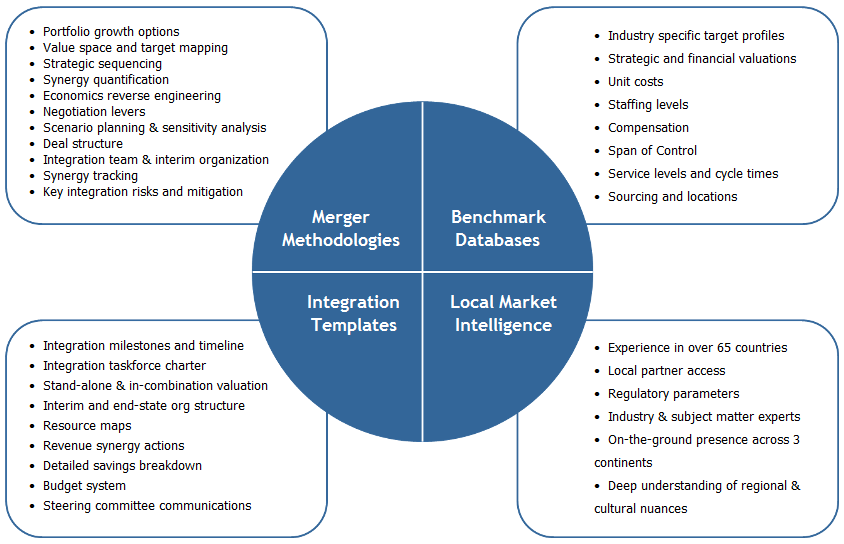 • Portfolio growth options
• Value space and target mapping
• Strategic sequencing
• Synergy quantification
• Economics reverse engineering
• Negotiation levers
• Scenario planning & sensitivity analysis
• Deal structure
• Integration team & interim organization
• Synergy tracking
• Key integration risks and mitigation
• Industry specific target profiles
• Strategic and financial valuations
• Unit costs
• Staffing levels
• Compensation
• Span of Control
• Service levels and cycle times
• Sourcing and locations
Merger
Methodologies
Benchmark
Databases
Integration
Templates
Local Market
Intelligence
• Integration milestones and timeline
• Integration taskforce charter
• Stand-alone & in-combination valuation
• Interim and end-state org structure
• Resource maps
• Revenue synergy actions
• Detailed savings breakdown
• Budget system
• Steering committee communications
• Experience in over 65 countries
• Local partner access
• Regulatory parameters
• Industry & subject matter experts
• On-the-ground presence across 3
continents
• Deep understanding of regional &
cultural nuances